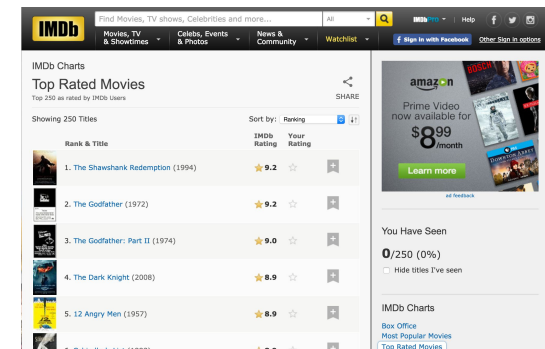 IMDb
Find Movies, TV shows, Celebrities and more...
All
IMDbPro
Help
Movies, TV
& Showtimes
Celebs, Events
& Photos
News &
Community
Watchlist
f Sign in with Facebook
Other Sign in options
IMDb Charts
Top Rated Movies
Top 250 as rated by IMDb Users
SHARE
Showing 250 Titles
Sort by: Ranking
Rank & Title
IMDb
Rating
Your
Rating
1. The Shawshank Redemption (1994) 9.2
2. The Godfather (1972) 9.2
3. The Godfather: Part II (1974) 9.0
4. The Dark Knight (2008) 8.9
5. 12 Angry Men (1957) 8.9
amazon
Prime Video
now available for
$8.99
/month
Learn more
BOSCH
DOWNTON ABBEY
ad feedback
You Have Seen
0/250 (0%)
Hide titles I've seen
IMDb Charts
Box Office
Most Popular Movies
Top Rated Movies